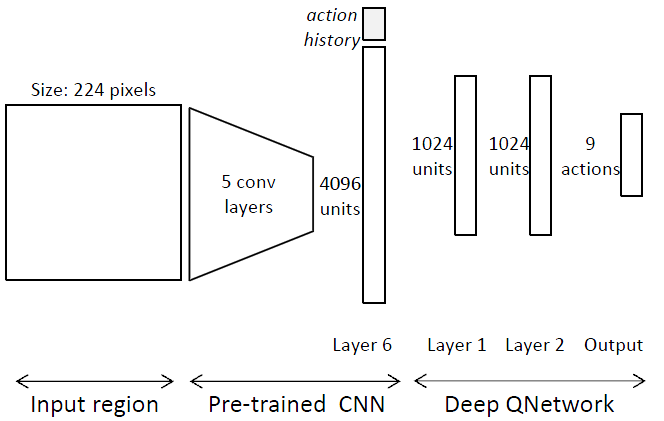 action
history
Size: 224 pixels
5 conv
layers
4096
units
1024
units
1024
units
9
actions
Layer 6
Layer 1
Layer 2
Output
Input region
Pre-trained CNN
Deep QNetwork